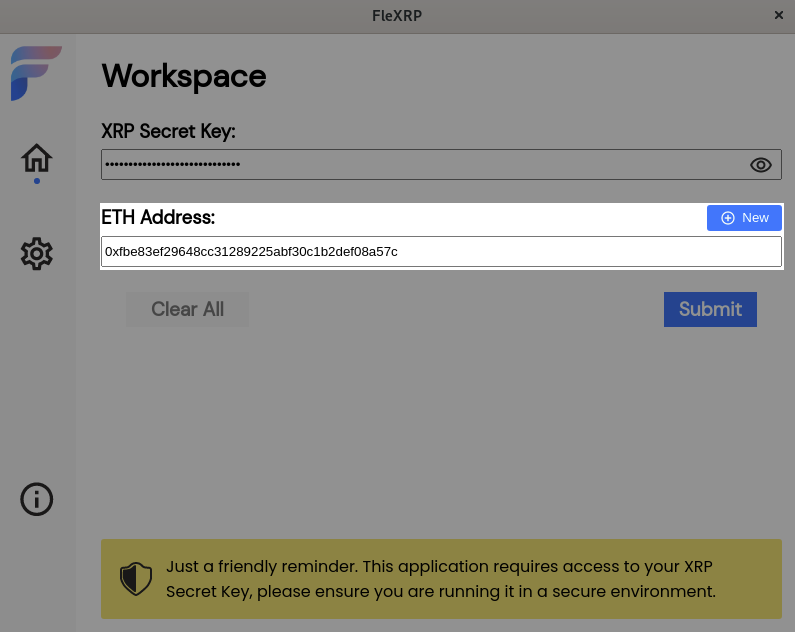 FleXRP
Workspace
XRP Secret Key:
•••••••••••••••••••••••••••••
ETH Address:
New
0xfbe83ef29648cc31289225abf30c1b2def08a57c
Clear All
Submit
Just a friendly reminder. This application requires access to your XRP
Secret Key, please ensure you are running it in a secure environment.